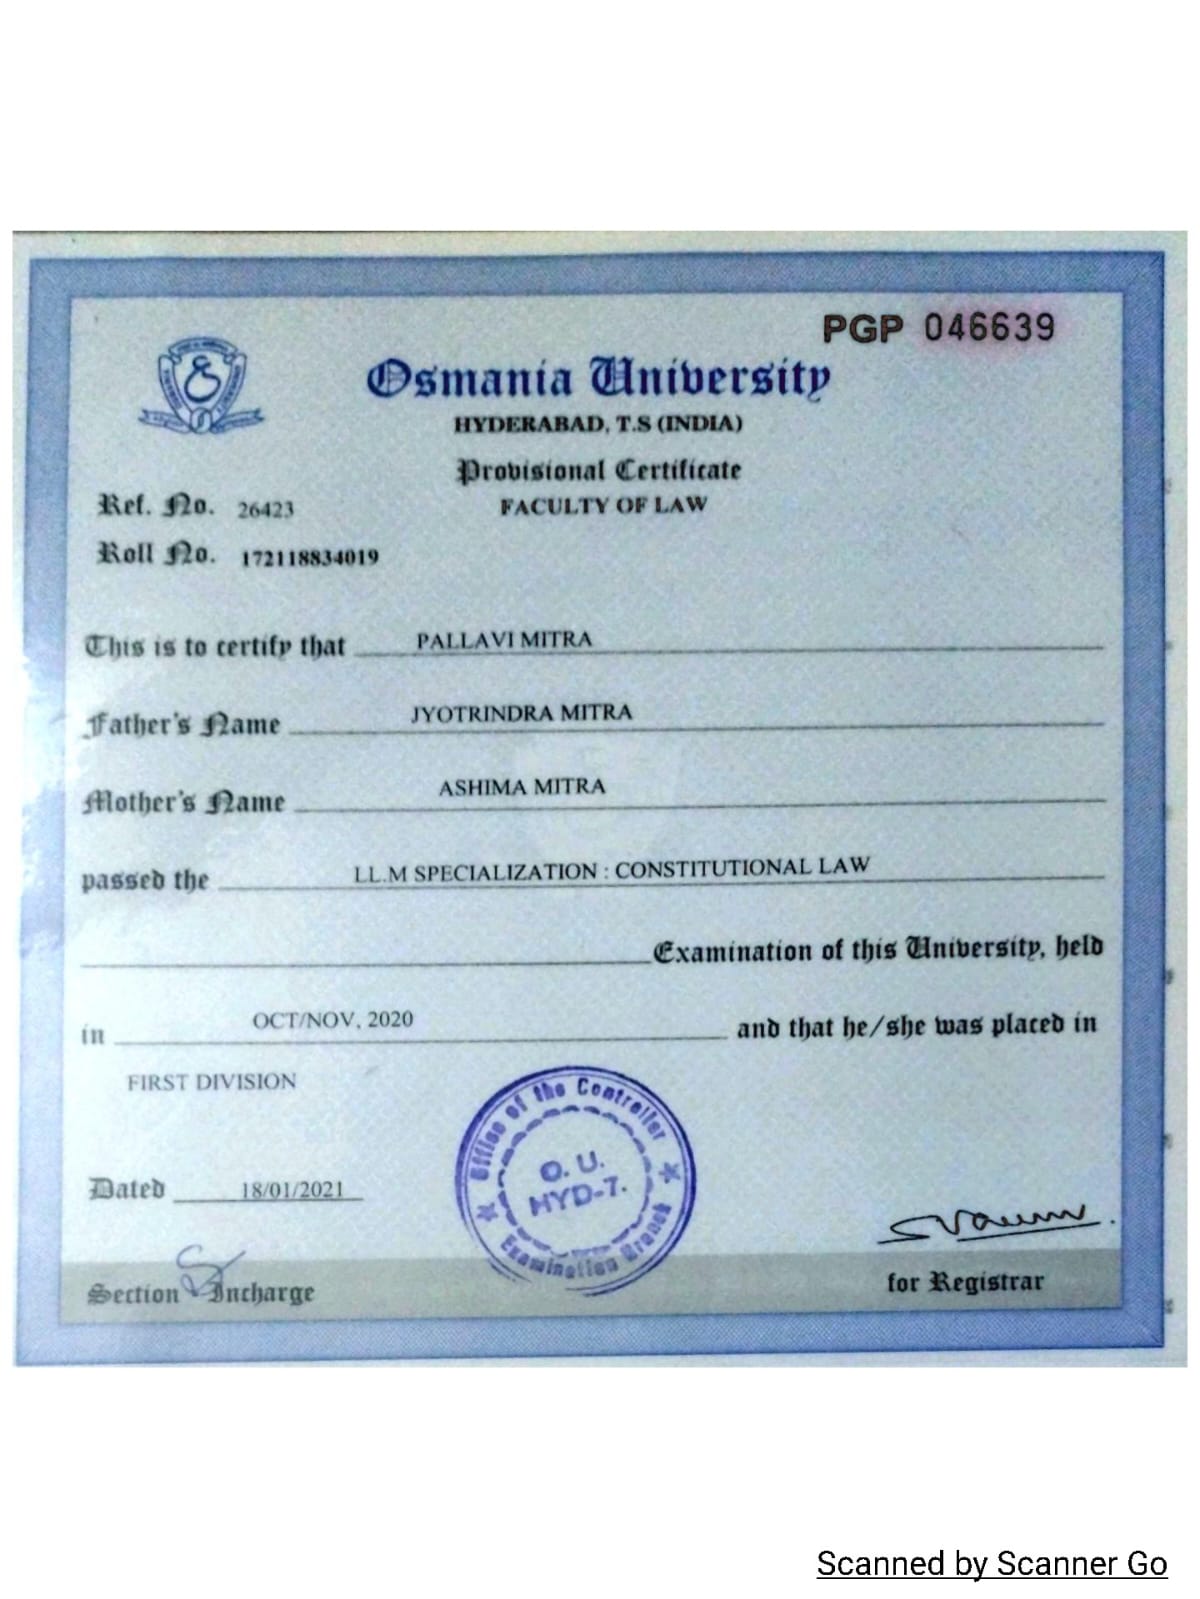 PGP 046639
Osmania University
HYDERABAD, T.S (INDIA)
Provisional Certificate
FACULTY OF LAW
Ref. No. 26423
Roll No. 172118834019
This is to certify that PALLAVI MITRA
Father's Name JYOTRINDRA MITRA
Mother's Name ASHIMA MITRA
passed the LL.M SPECIALIZATION : CONSTITUTIONAL LAW
Examination of this University, held
in OCT/NOV, 2020 and that he/she was placed in
FIRST DIVISION
Office of the Controller
O. U.
HYD-7.
Examination Branch
Dated 18/01/2021
Section Incharge
for Registrar
Scanned by Scanner Go